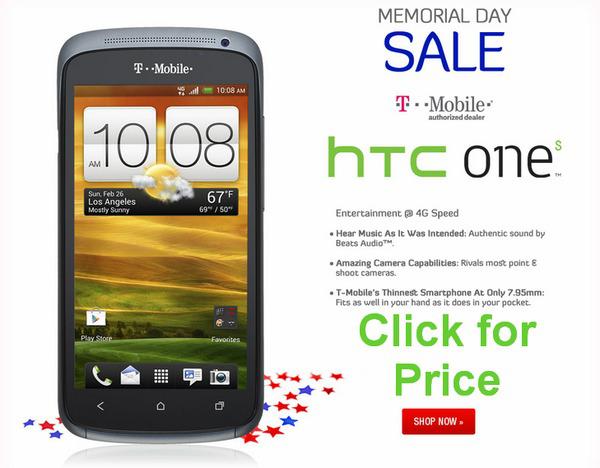 MEMORIAL DAY
SALE
T··Mobile·
authorized dealer
hTC one s ™
Entertainment @ 4G Speed
• Hear Music As It Was Intended: Authentic sound by
Beats Audio™.
• Amazing Camera Capabilities: Rivals most point &
shoot cameras.
• T-Mobile's Thinnest Smartphone At Only 7.95mm:
Fits as well in your hand as it does in your pocket.
Click for
Price
SHOP NOW »
T··Mobile·
4G 10:08 AM
AM 10 08
Sun, Feb 26
Los Angeles
Mostly Sunny
67°F
69°/50°
Play Store
Favorites